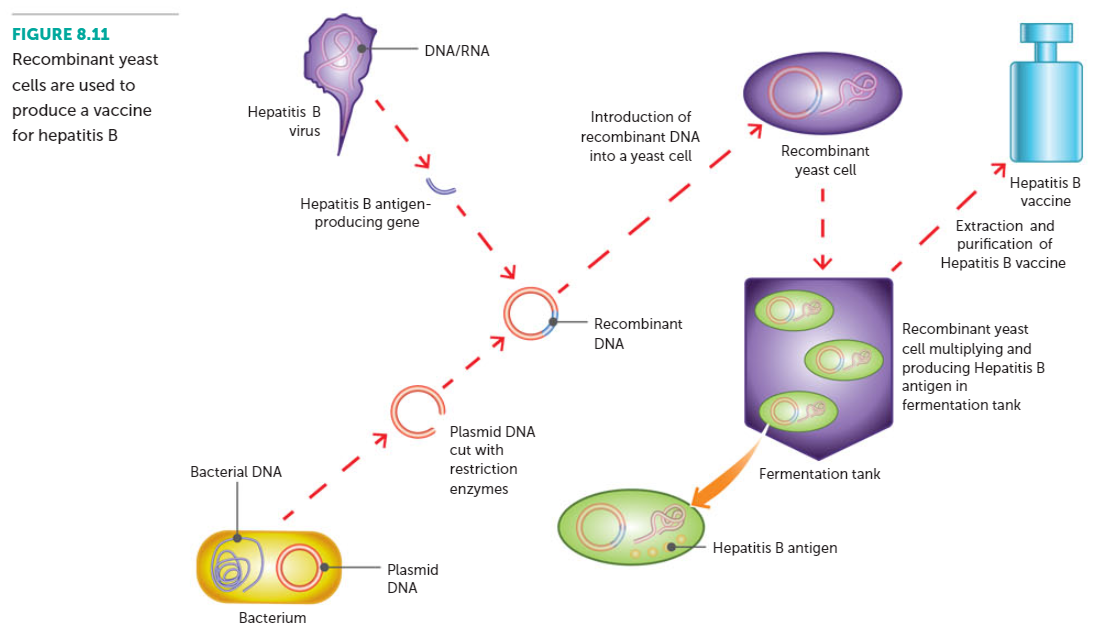 FIGURE 8.11
Recombinant yeast
cells are used to
produce a vaccine
for hepatitis B
DNA/RNA
Hepatitis B
virus
Hepatitis B antigen-
producing gene
Introduction of
recombinant DNA
into a yeast cell
Recombinant
yeast cell
Hepatitis B
vaccine
Extraction and
purification of
Hepatitis B vaccine
Recombinant
DNA
Recombinant yeast
cell multiplying and
producing Hepatitis B
antigen in
fermentation tank
Plasmid DNA
cut with
restriction
enzymes
Fermentation tank
Bacterial DNA
Hepatitis B antigen
Plasmid
DNA
Bacterium